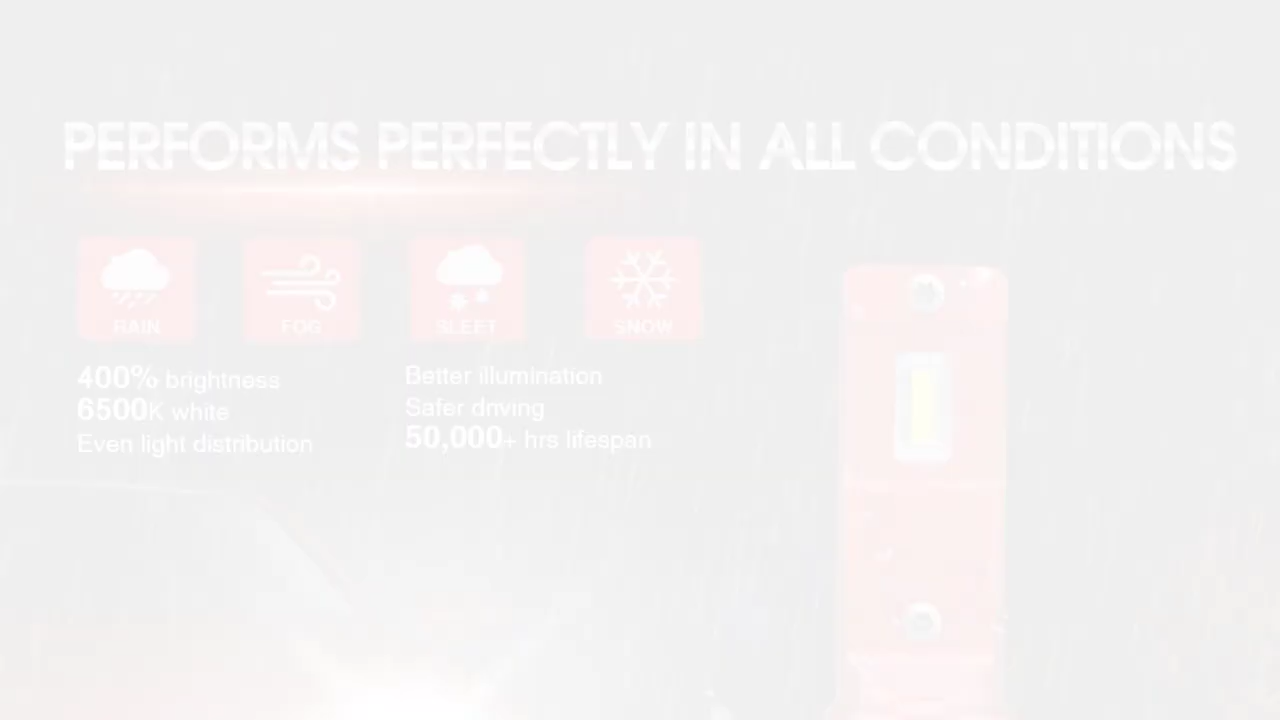 PERFORMS PERFECTLY IN ALL CONDITIONS
RAIN FOG SLEET SNOW
400% brightness
6500K white
Even light distribution
Better illumination
Safer driving
50,000+ hrs lifespan